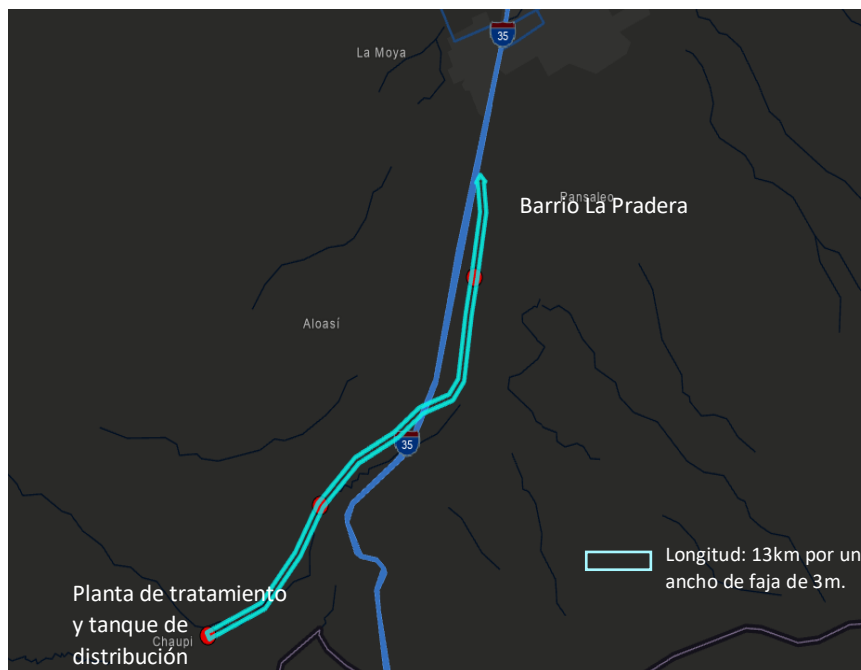 35
La Moya
Pansaleo
Barrio La Pradera
Aloasí
35
Longitud: 13km por un
ancho de faja de 3m.
Planta de tratamiento
y tanque de
Chaupi
distribución